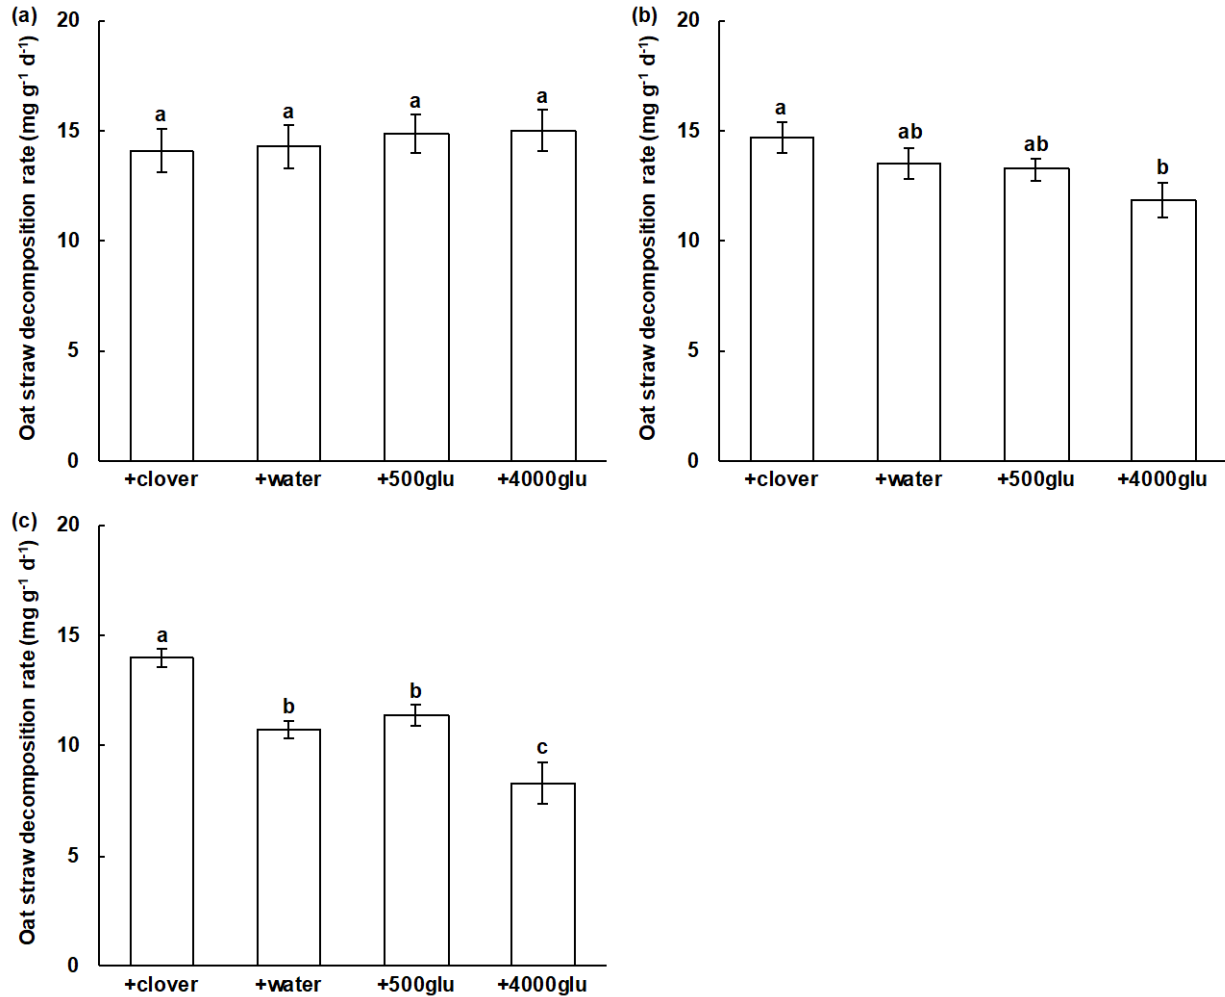 (a)
Oat straw decomposition rate (mg g-1 d-1)
20
15
10
5
0
a
a
a
a
+clover
+water
+500glu
+4000glu
(b)
Oat straw decomposition rate (mg g-1 d-1)
20
15
10
5
0
a
ab
ab
b
+clover
+water
+500glu
+4000glu
(c)
Oat straw decomposition rate (mg g-1 d-1)
20
15
10
5
0
a
b
b
c
+clover
+water
+500glu
+4000glu